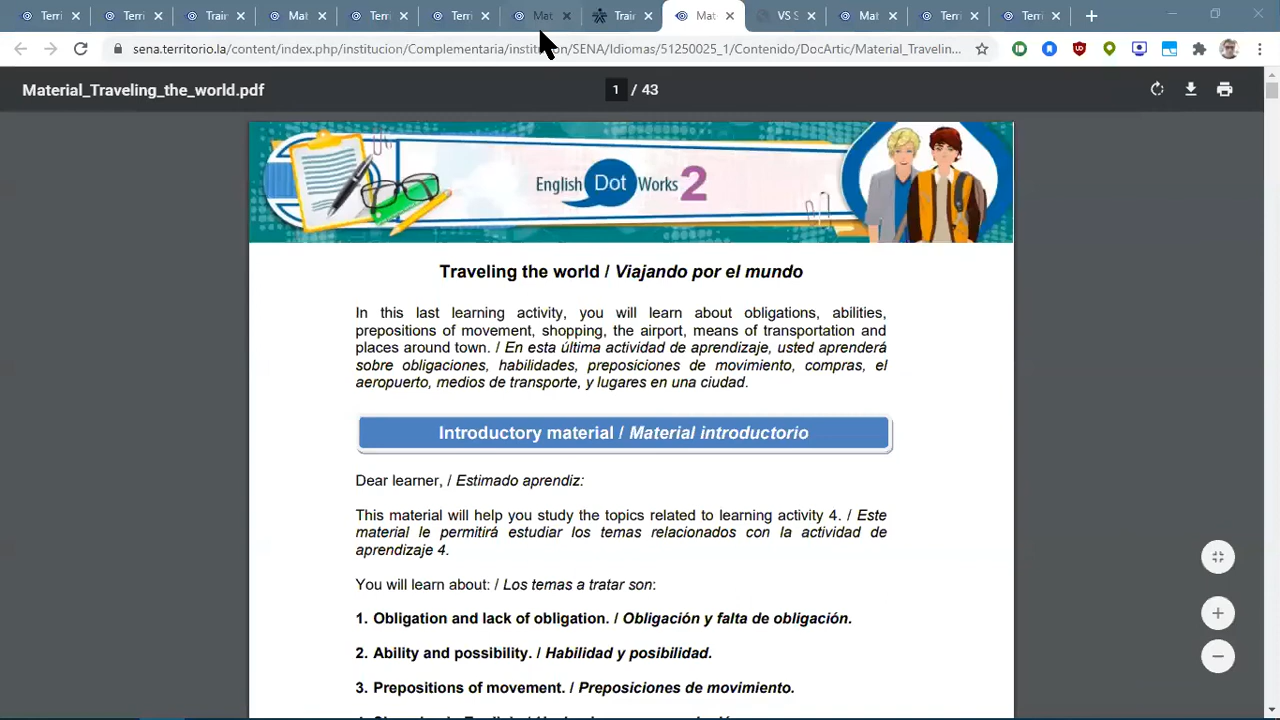 Terri Terri Train Mat Terri Terri Mat Train Mat VS S Mat Terri Terri
sena.territorio.la/content/index.php/institucion/Complementaria/institucion/SENA/Idiomas/51250025_1/Contenido/DocArtic/Material_Travelin...
Material_Traveling_the_world.pdf 1 / 43
English Dot Works 2
Traveling the world / Viajando por el mundo
In this last learning activity, you will learn about obligations, abilities,
prepositions of movement, shopping, the airport, means of transportation and
places around town. / En esta última actividad de aprendizaje, usted aprenderá
sobre obligaciones, habilidades, preposiciones de movimiento, compras, el
aeropuerto, medios de transporte, y lugares en una ciudad.
Introductory material / Material introductorio
Dear learner, / Estimado aprendiz:
This material will help you study the topics related to learning activity 4. / Este
material le permitirá estudiar los temas relacionados con la actividad de
aprendizaje 4.
You will learn about: / Los temas a tratar son:
1. Obligation and lack of obligation. / Obligación y falta de obligación.
2. Ability and possibility. / Habilidad y posibilidad.
3. Prepositions of movement. / Preposiciones de movimiento.